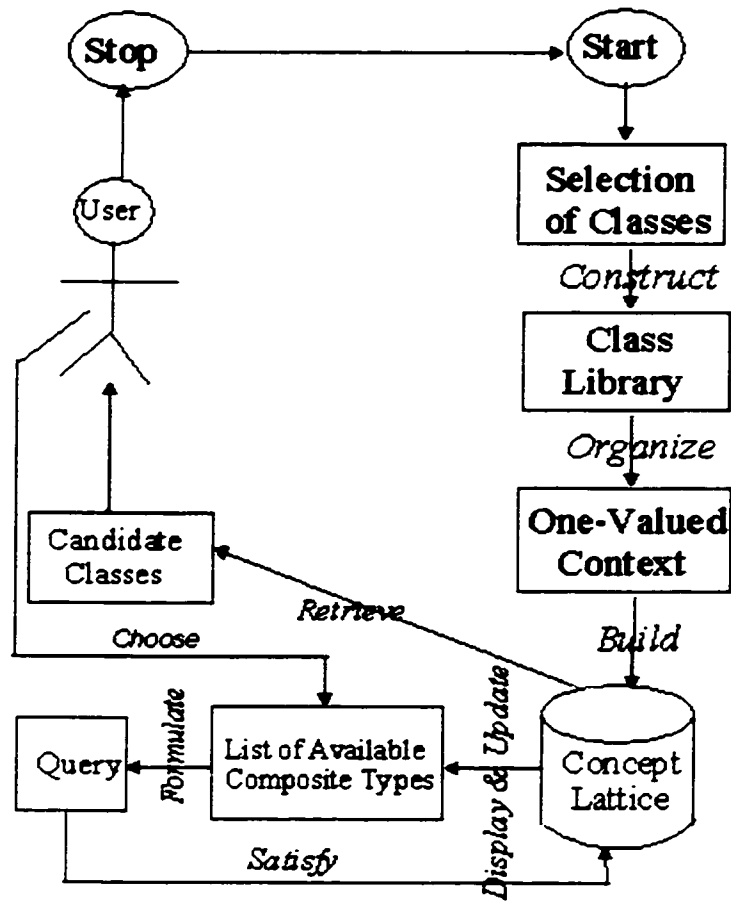 Stop
Start
User
Selection
of Classes
Construct
Class
Library
Organize
One-Valued
Context
Candidate
Classes
Retrieve
Build
Choose
Formulate
Display & Update
Query
List of Available
Composite Types
Concept
Lattice
Satisfy